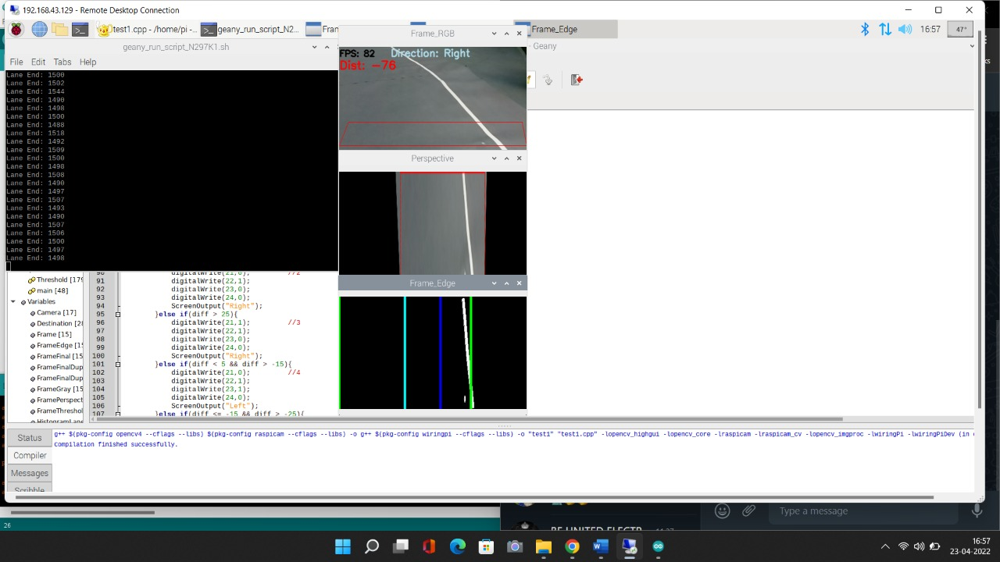 192.168.43.129 - Remote Desktop Connection
test1.cpp - /home/pi -...
geany_run_script_N2...
Fran
Frame_Edge
16:57
47°
geany_run_script_N297K1.sh
File Edit Tabs Help
Lane End: 1500
Lane End: 1502
Lane End: 1544
Lane End: 1490
Lane End: 1498
Lane End: 1500
Lane End: 1488
Lane End: 1518
Lane End: 1492
Lane End: 1509
Lane End: 1500
Lane End: 1498
Lane End: 1508
Lane End: 1490
Lane End: 1497
Lane End: 1507
Lane End: 1493
Lane End: 1490
Lane End: 1507
Lane End: 1506
Lane End: 1500
Lane End: 1497
Lane End: 1498
Frame_RGB
FPS: 82 Direction: Right
Dist: -76
Perspective
Frame_Edge
Geany
Threshold [179
main [48]
Variables
Camera [17]
Destination [20
Frame [15]
FrameEdge [15
FrameFinal [15
FrameFinalDup
FrameFinalDup
FrameGray [15
FramePerspect
FrameThreshol
HistogramLane
90 digitalWrite(21,0); //2
91 digitalWrite(22,1);
92 digitalWrite(23,0);
93 digitalWrite(24,0);
94 ScreenOutput("Right");
95 }else if(diff > 25){
96 digitalWrite(21,1); //3
97 digitalWrite(22,1);
98 digitalWrite(23,0);
99 digitalWrite(24,0);
100 ScreenOutput("Right");
101 }else if(diff < 5 && diff > -15){
102 digitalWrite(21,0); //4
103 digitalWrite(22,1);
104 digitalWrite(23,1);
105 digitalWrite(24,0);
106 ScreenOutput("Left");
107 }else if(diff <= -15 && diff > -25){
Status
Compiler
Messages
Scribble
g++ $(pkg-config opencv4 --cflags --libs) $(pkg-config raspicam --cflags --libs) -o g++ $(pkg-config wiringpi --cflags --libs) -o "test1" "test1.cpp" -lopencv_highgui -lopencv_core -lraspicam -lraspicam_cv -lopencv_imgproc -lwiringPi -lwiringPiDev (in
Compilation finished successfully.
Type a message
BE UNITED ELECTR
26
16:57
23-04-2022